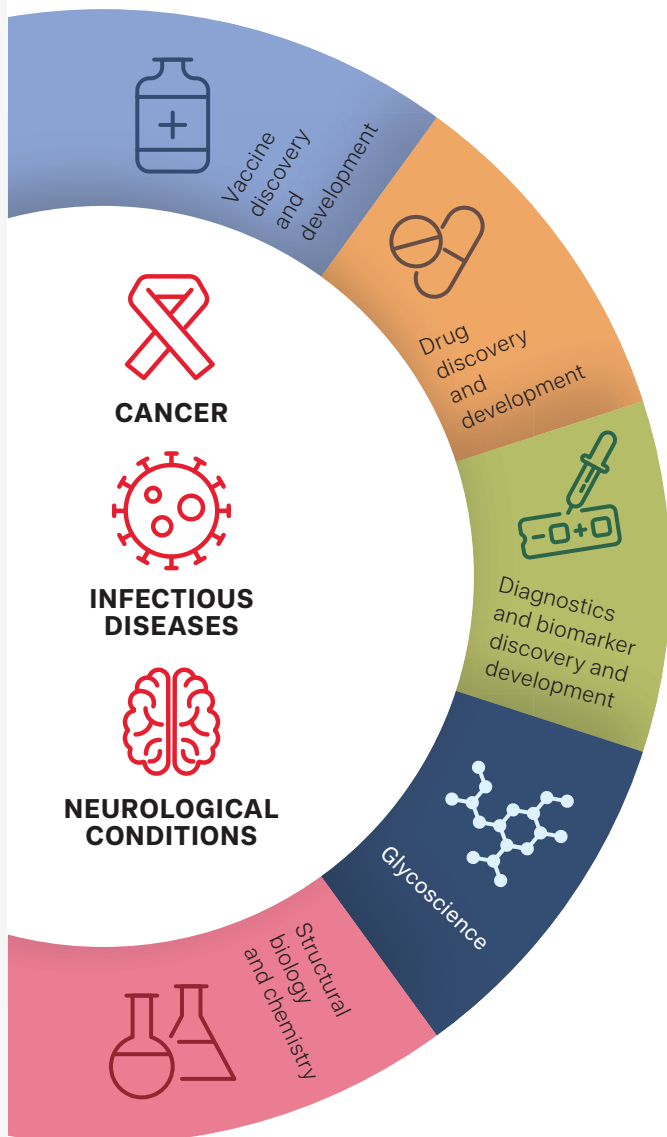 Vaccine
discovery
and
development
Drug
discovery
and
development
CANCER
INFECTIOUS
DISEASES
Diagnostics
and biomarker
discovery and
development
NEUROLOGICAL
CONDITIONS
Glycoscience
Structural
biology
and chemistry